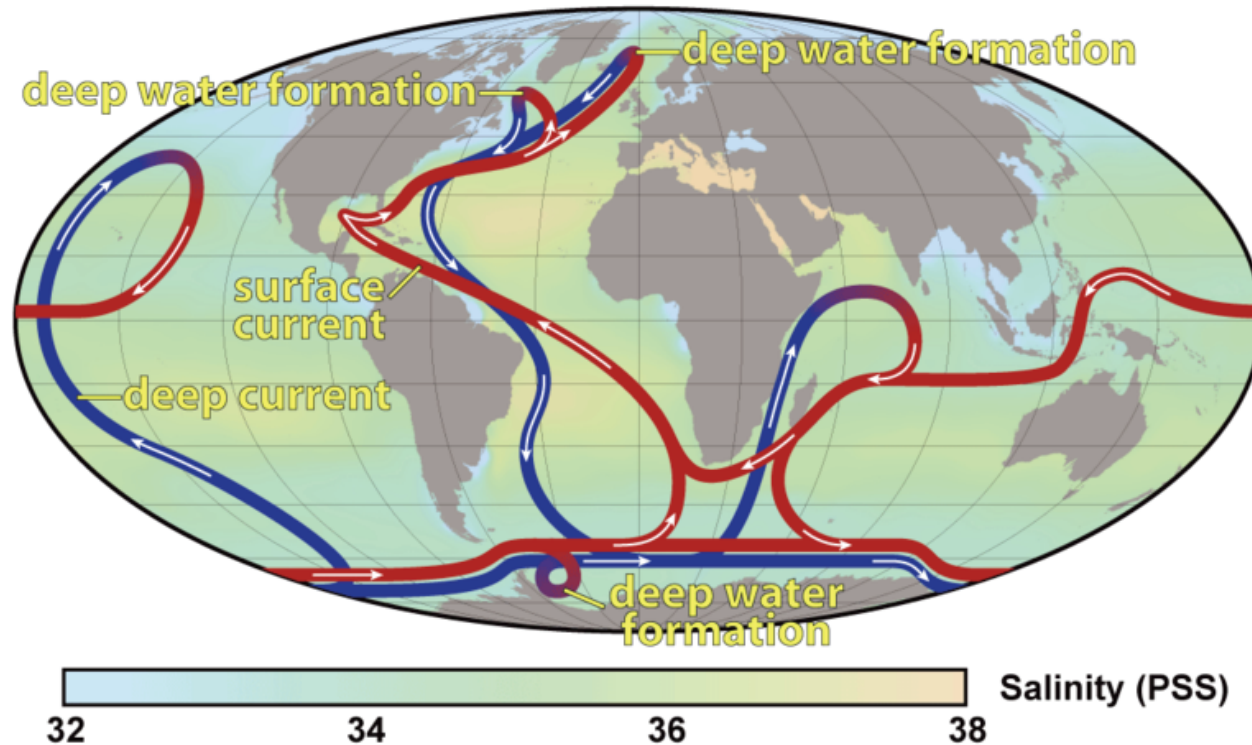 deep water formation
deep water formation
surface
current
deep current
deep water
formation
32 34 36 38
Salinity (PSS)